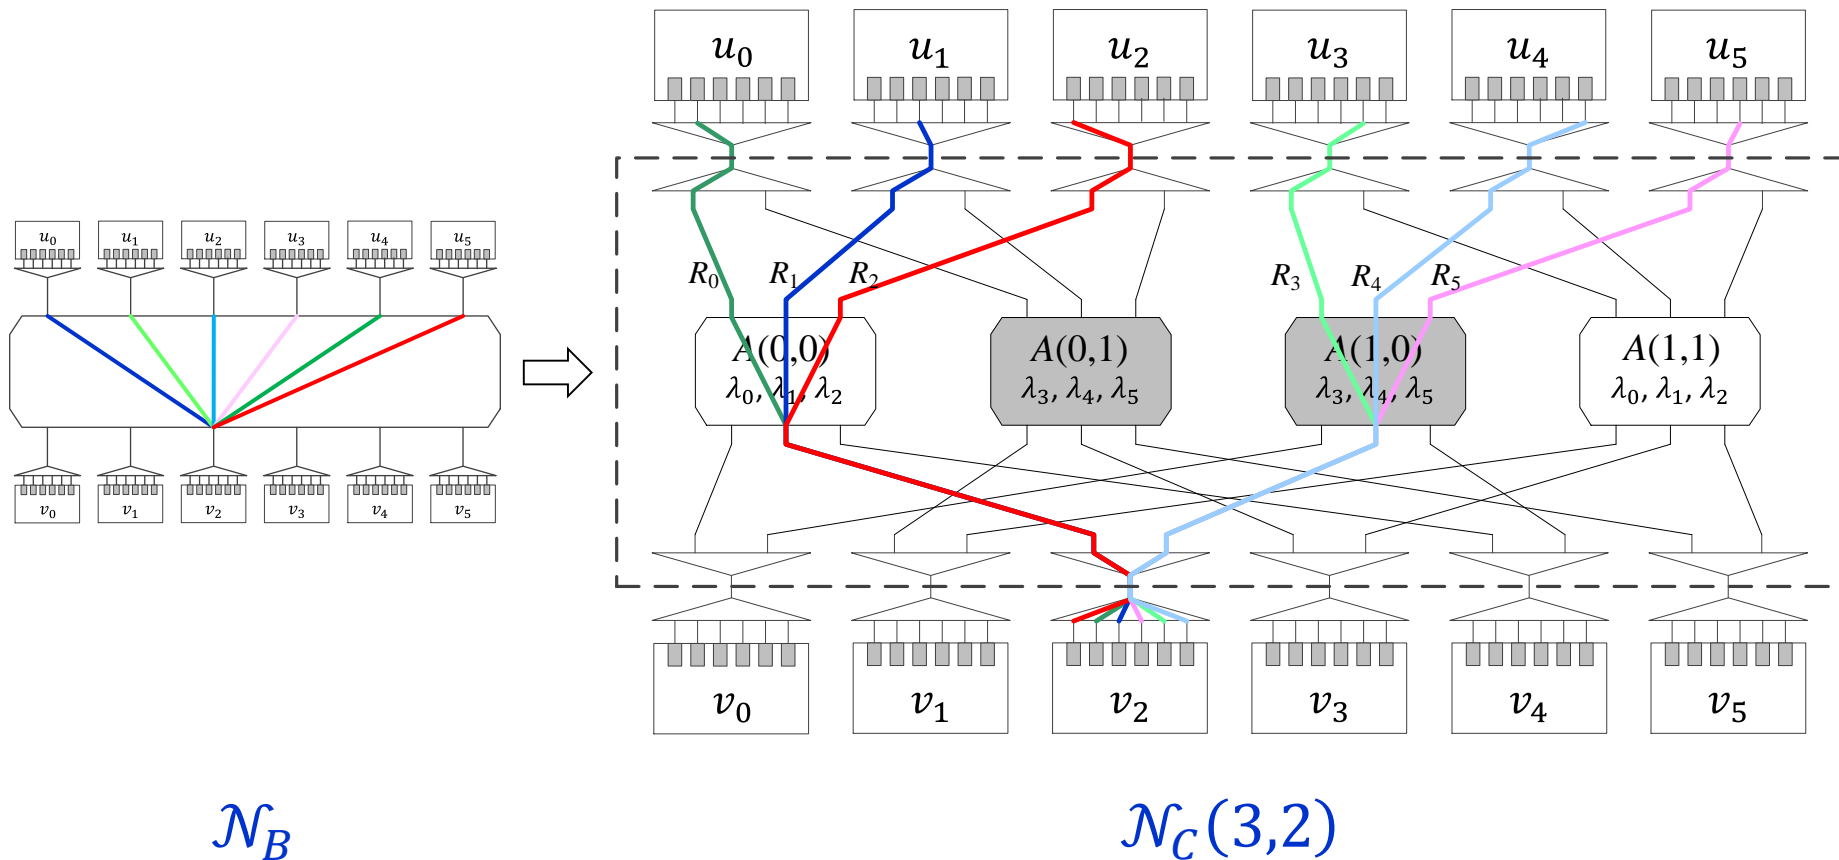 u₀ u₁ u₂ u₃ u₄ u₅
v₀ v₁ v₂ v₃ v₄ v₅
𝒩_B
u₀ u₁ u₂ u₃ u₄ u₅
R₀ R₁ R₂ R₃ R₄ R₅
A(0,0) A(0,1) A(1,0) A(1,1)
λ₀, λ₁, λ₂ λ₃, λ₄, λ₅ λ₃, λ₄, λ₅ λ₀, λ₁, λ₂
v₀ v₁ v₂ v₃ v₄ v₅
𝒩_C(3,2)